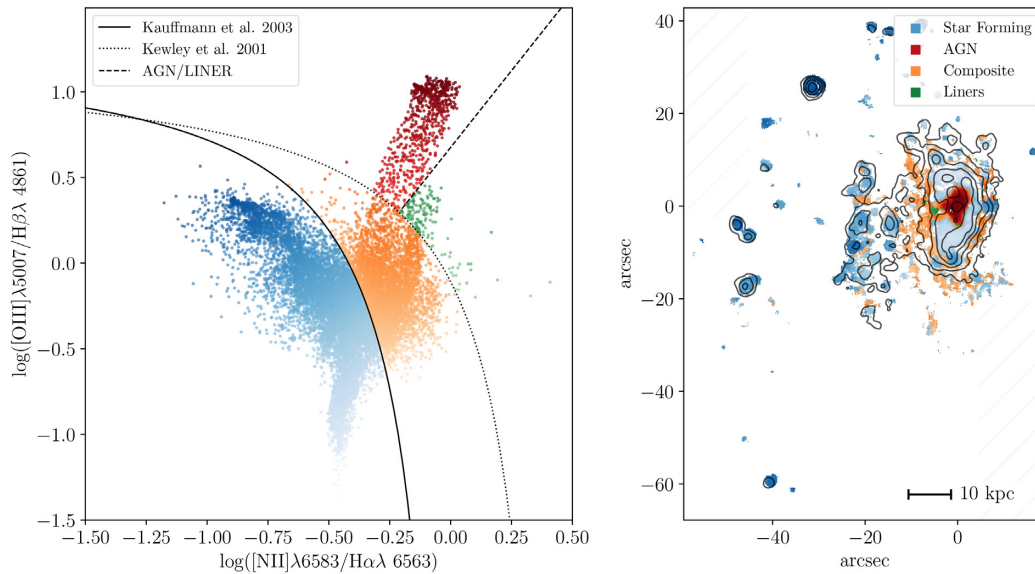 Kauffmann et al. 2003
Kewley et al. 2001
AGN/LINER
1.0
0.5
0.0
−0.5
−1.0
−1.5
log([OIII]λ5007/Hβλ 4861)
−1.50
−1.25
−1.00
−0.75
−0.50
−0.25
0.00
0.25
0.50
log([NII]λ6583/Hαλ 6563)
Star Forming
AGN
Composite
Liners
40
20
0
−20
−40
−60
arcsec
10 kpc
−40
−20
0
arcsec